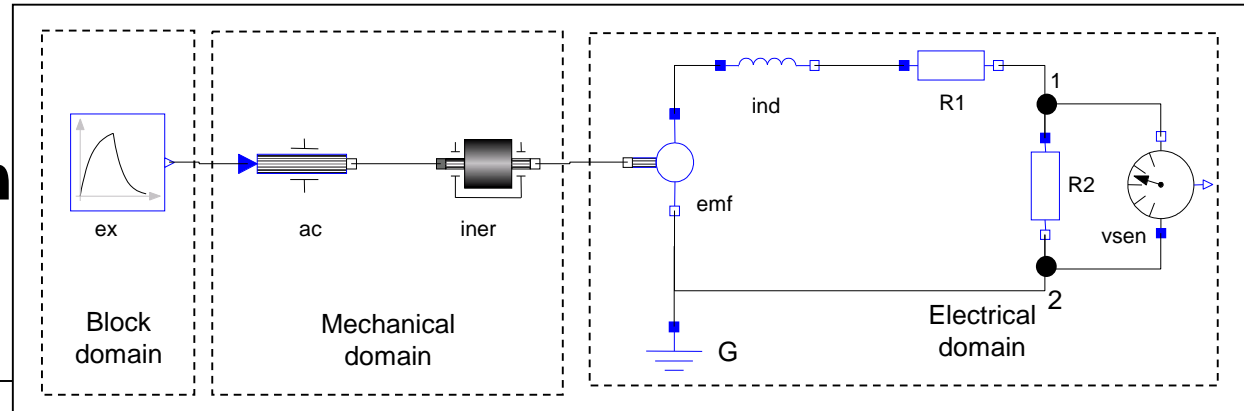 ex
Block
domain
ac
iner
Mechanical
domain
emf
ind
R1
1
R2
vsen
2
G
Electrical
domain